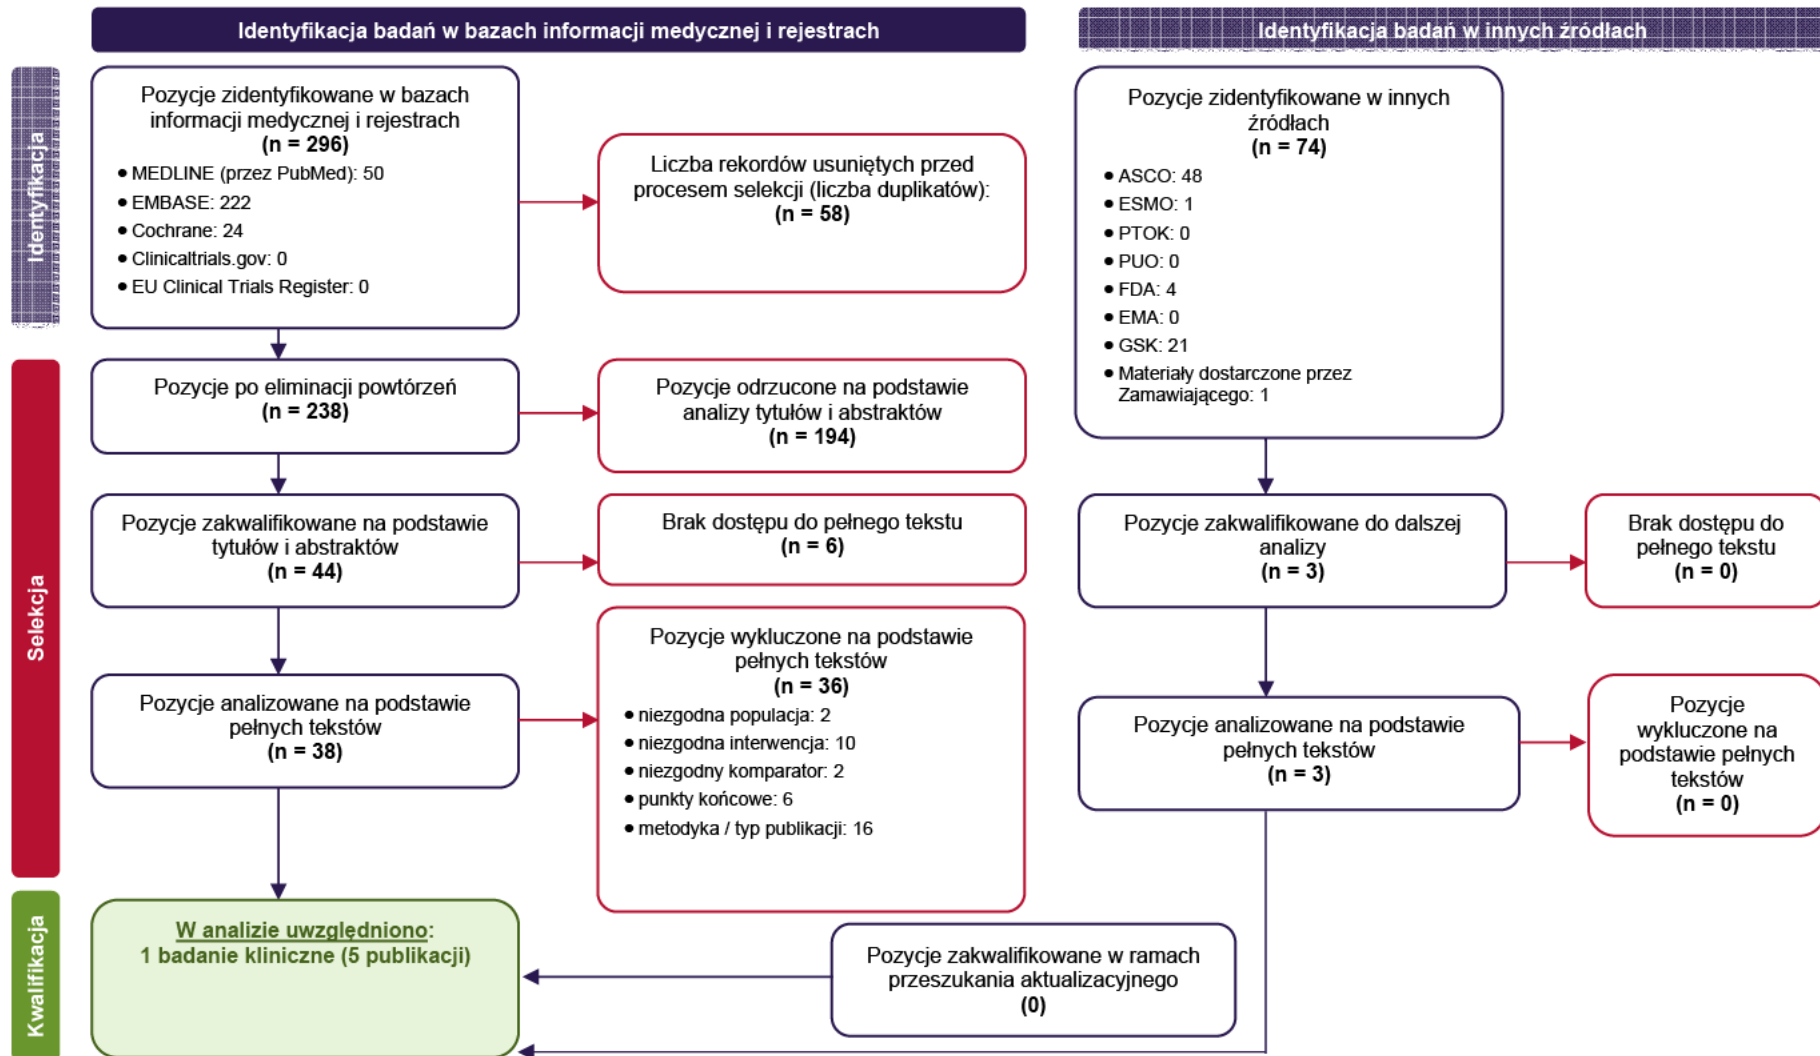 Identyfikacja badań w bazach informacji medycznej i rejestrach
Identyfikacja badań w innych źródłach
Identyfikacja
Pozycje zidentyfikowane w bazach
informacji medycznej i rejestrach
(n = 296)
• MEDLINE (przez PubMed): 50
• EMBASE: 222
• Cochrane: 24
• Clinicaltrials.gov: 0
• EU Clinical Trials Register: 0
Liczba rekordów usuniętych przed
procesem selekcji (liczba duplikatów):
(n = 58)
Pozycje zidentyfikowane w innych
źródłach
(n = 74)
• ASCO: 48
• ESMO: 1
• PTOK: 0
• PUO: 0
• FDA: 4
• EMA: 0
• GSK: 21
• Materiały dostarczone przez
Zamawiającego: 1
Selekcja
Pozycje po eliminacji powtórzeń
(n = 238)
Pozycje odrzucone na podstawie
analizy tytułów i abstraktów
(n = 194)
Pozycje zakwalifikowane na podstawie
tytułów i abstraktów
(n = 44)
Brak dostępu do pełnego tekstu
(n = 6)
Pozycje zakwalifikowane do dalszej
analizy
(n = 3)
Brak dostępu do
pełnego tekstu
(n = 0)
Pozycje analizowane na podstawie
pełnych tekstów
(n = 38)
Pozycje wykluczone na podstawie
pełnych tekstów
(n = 36)
• niezgodna populacja: 2
• niezgodna interwencja: 10
• niezgodny komparator: 2
• punkty końcowe: 6
• metodyka / typ publikacji: 16
Pozycje analizowane na podstawie
pełnych tekstów
(n = 3)
Pozycje
wykluczone na
podstawie pełnych
tekstów
(n = 0)
Kwalifikacja
W analizie uwzględniono:
1 badanie kliniczne (5 publikacji)
Pozycje zakwalifikowane w ramach
przeszukania aktualizacyjnego
(0)